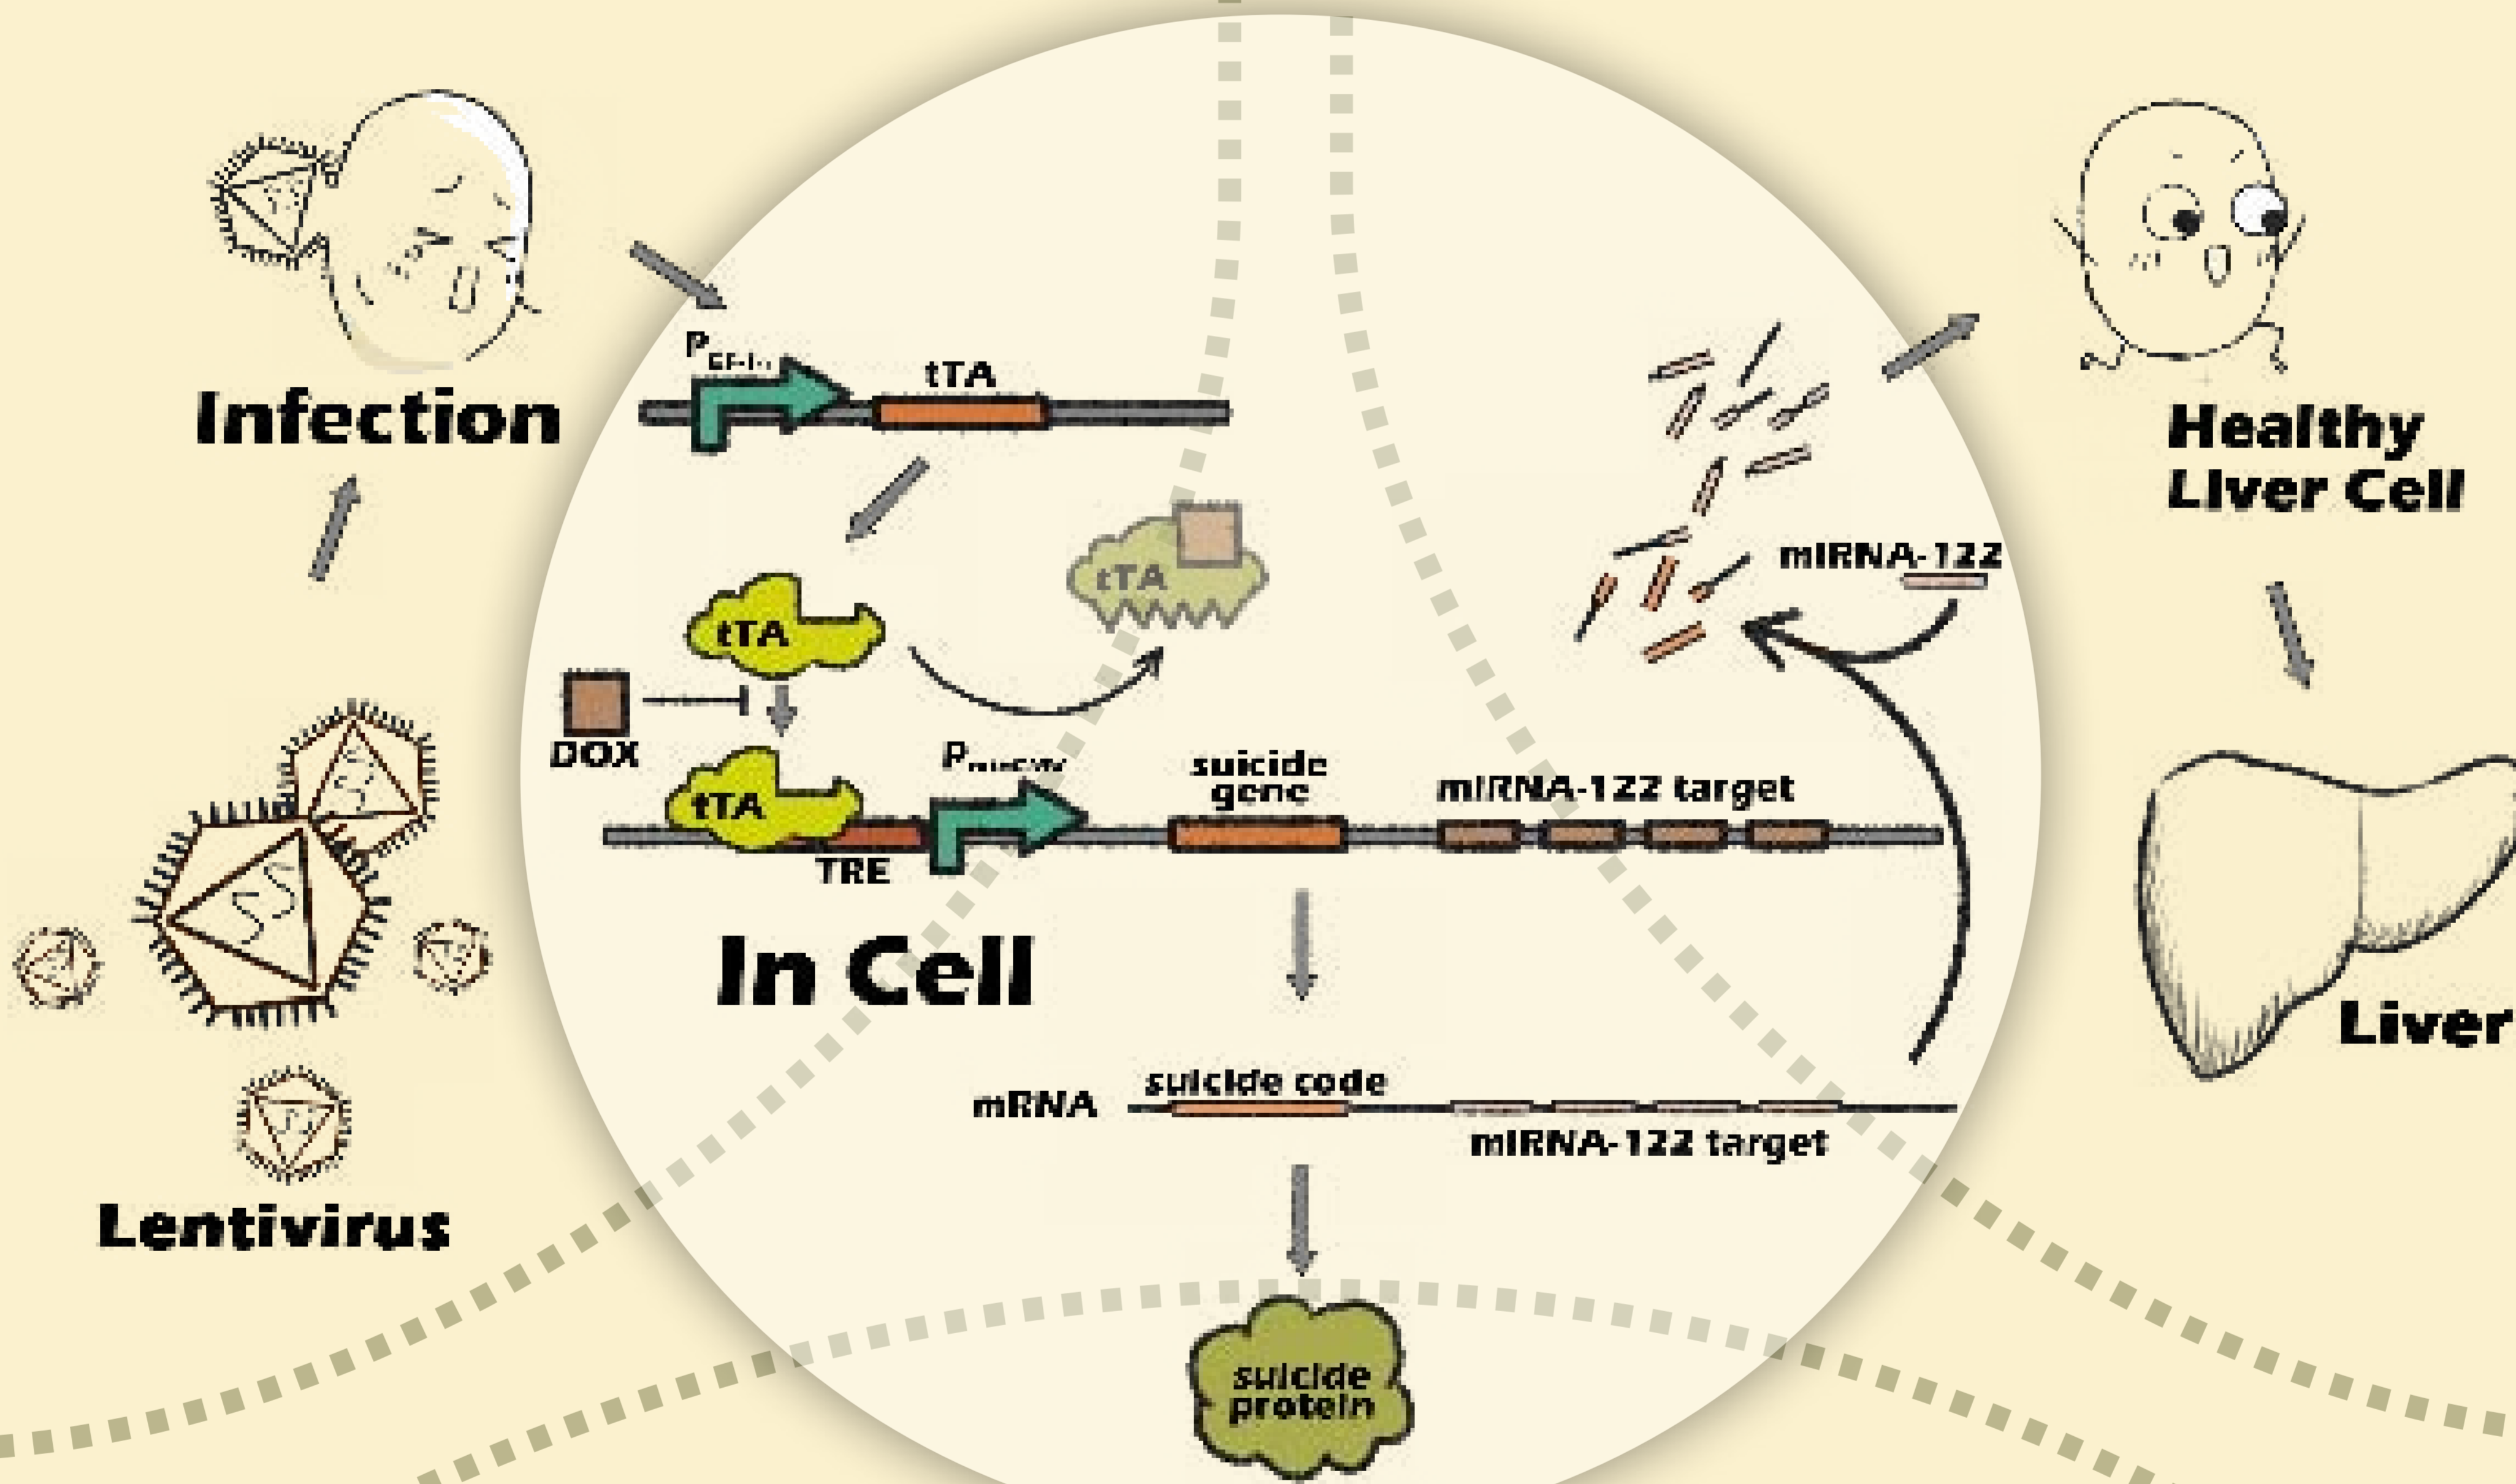 Infection
tTA
tTA
tTA
DOX
tTA
TRE
suicide
gene
miRNA-122 target
miRNA-122
In Cell
mRNA
suicide code
miRNA-122 target
suicide
protein
Lentivirus
Healthy
Liver Cell
Liver